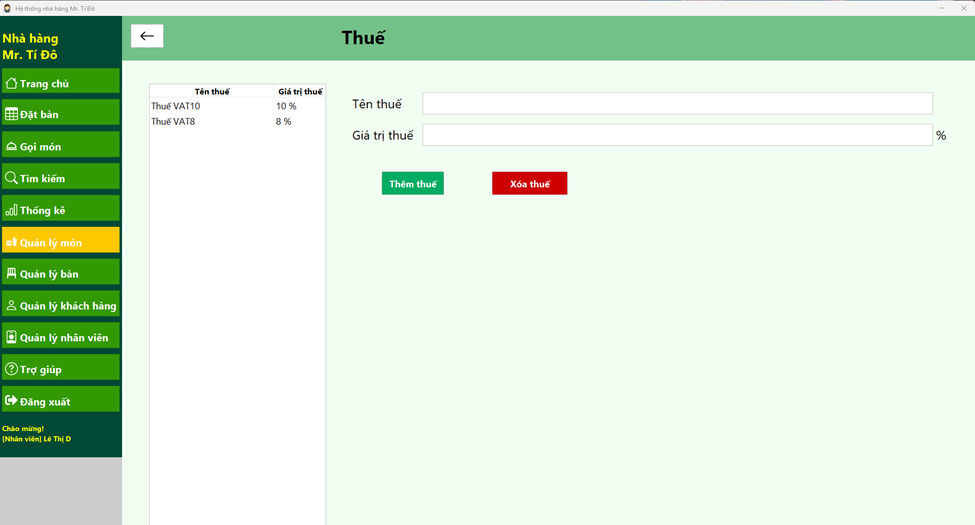 Hệ thống nhà hàng Mr. Tí Đô
Nhà hàng
Mr. Tí Đô
Trang chủ
Đặt bàn
Gọi món
Tìm kiếm
Thống kê
Quản lý món
Quản lý bàn
Quản lý khách hàng
Quản lý nhân viên
Trợ giúp
Đăng xuất
Chào mừng!
[Nhân viên] Lê Thị D
Thuế
Tên thuế Giá trị thuế
Thuế VAT10 10 %
Thuế VAT8 8 %
Tên thuế
Giá trị thuế %
Thêm thuế Xóa thuế